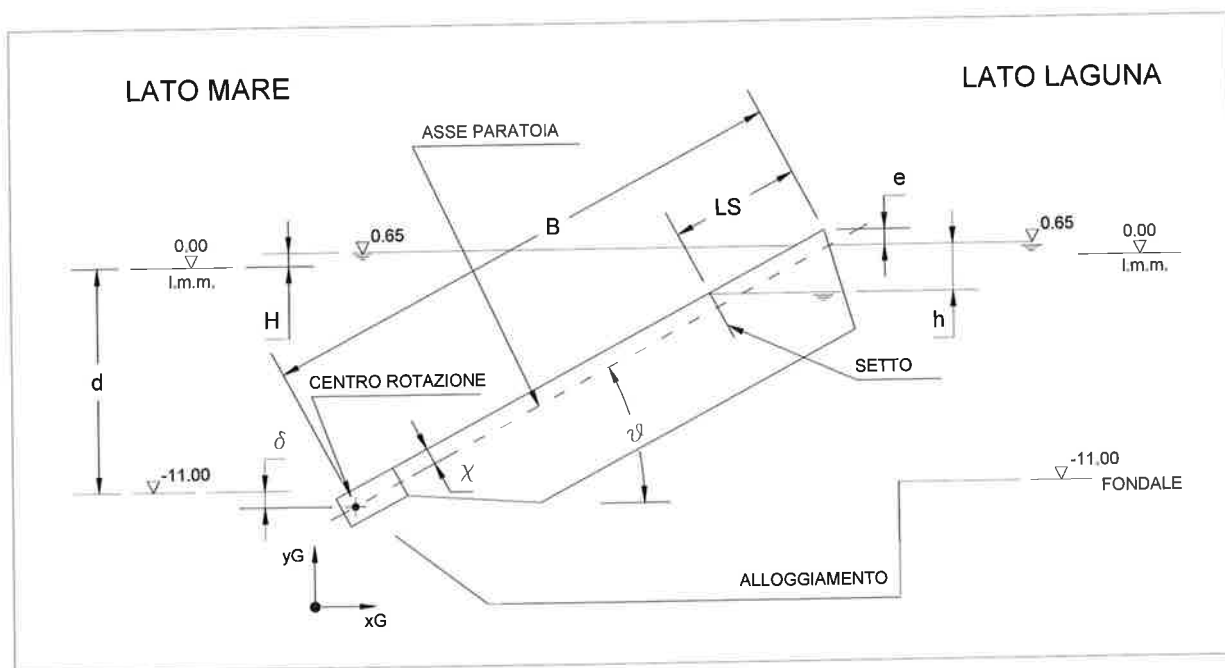 LATO MARE
LATO LAGUNA
ASSE PARATOIA
e
LS
B
0.00
l.m.m.
0.65
0.65
0.00
l.m.m.
H
h
d
SETTO
CENTRO ROTAZIONE
δ
ϑ
χ
-11.00
-11.00
FONDALE
yG
xG
ALLOGGIAMENTO